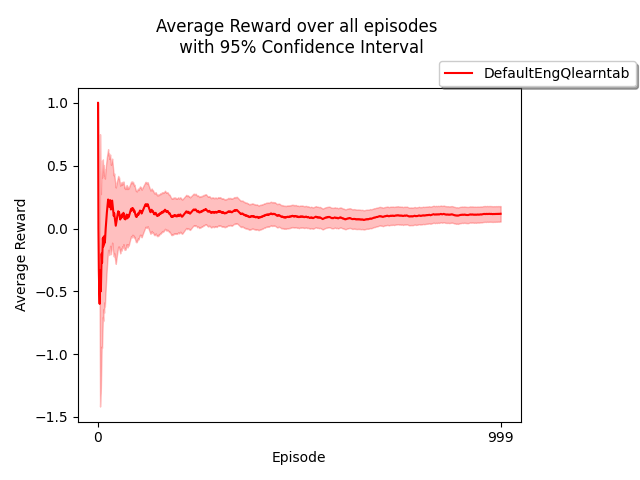 Average Reward over all episodes
with 95% Confidence Interval
DefaultEngQlearntab
1.0
0.5
0.0
−0.5
−1.0
−1.5
Average Reward
0
999
Episode